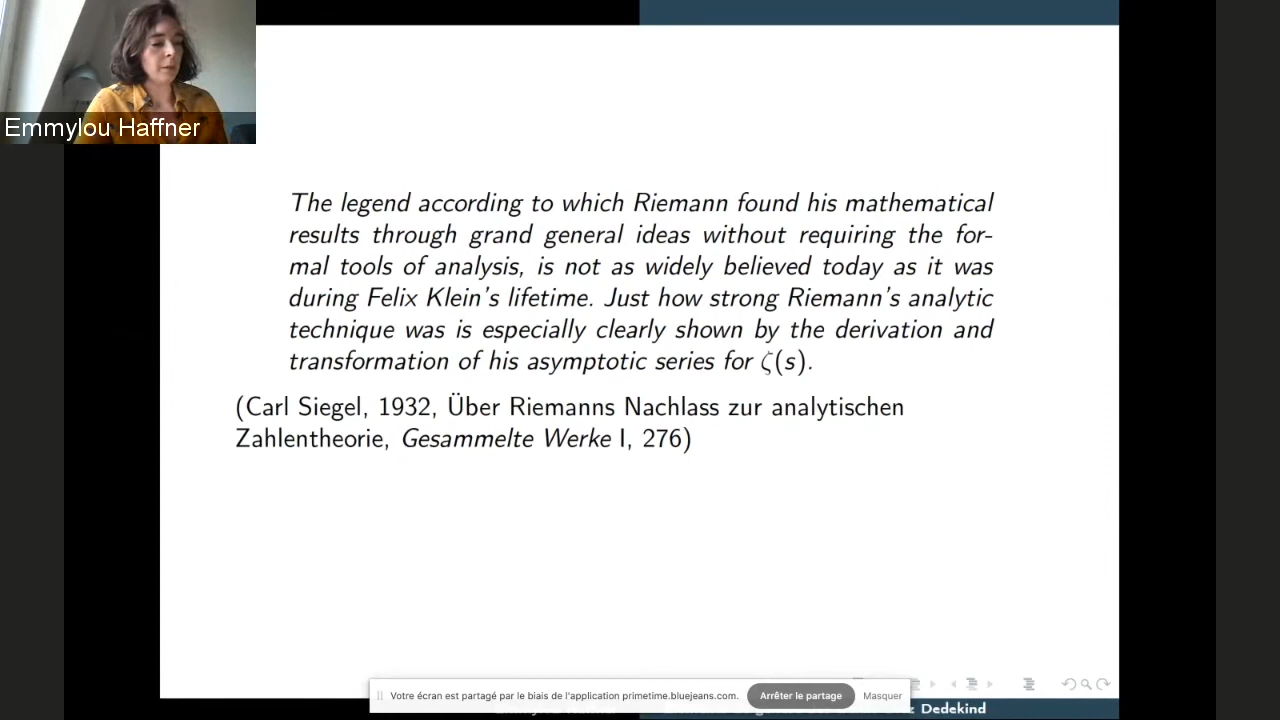 Emmylou Haffner
The legend according to which Riemann found his mathematical
results through grand general ideas without requiring the for-
mal tools of analysis, is not as widely believed today as it was
during Felix Klein's lifetime. Just how strong Riemann's analytic
technique was is especially clearly shown by the derivation and
transformation of his asymptotic series for ζ(s).
(Carl Siegel, 1932, Über Riemanns Nachlass zur analytischen
Zahlentheorie, Gesammelte Werke I, 276)
Votre écran est partagé par le biais de l'application primetime.bluejeans.com. Arrêter le partage Masquer
Dedekind